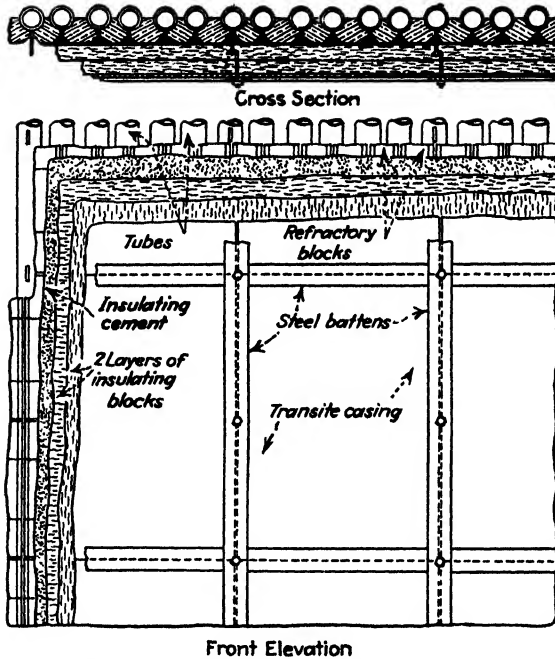 Cross Section
Tubes
Refractory
blocks
Insulating
cement
Steel battens
2 Layers of
insulating
blocks
Transite casing
Front Elevation